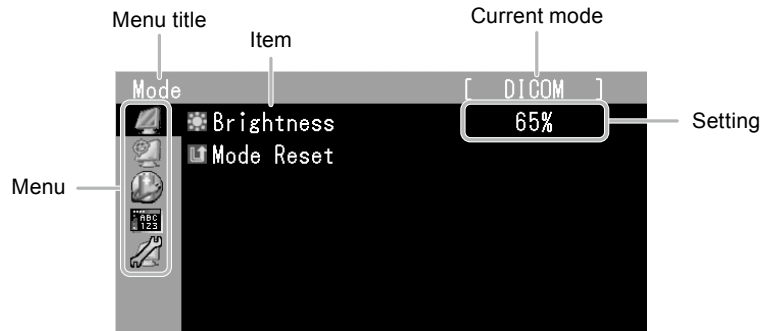 Menu title
Current mode
Item
Mode [ DICOM ]
Brightness 65%
Setting
Mode Reset
Menu
ABC
123